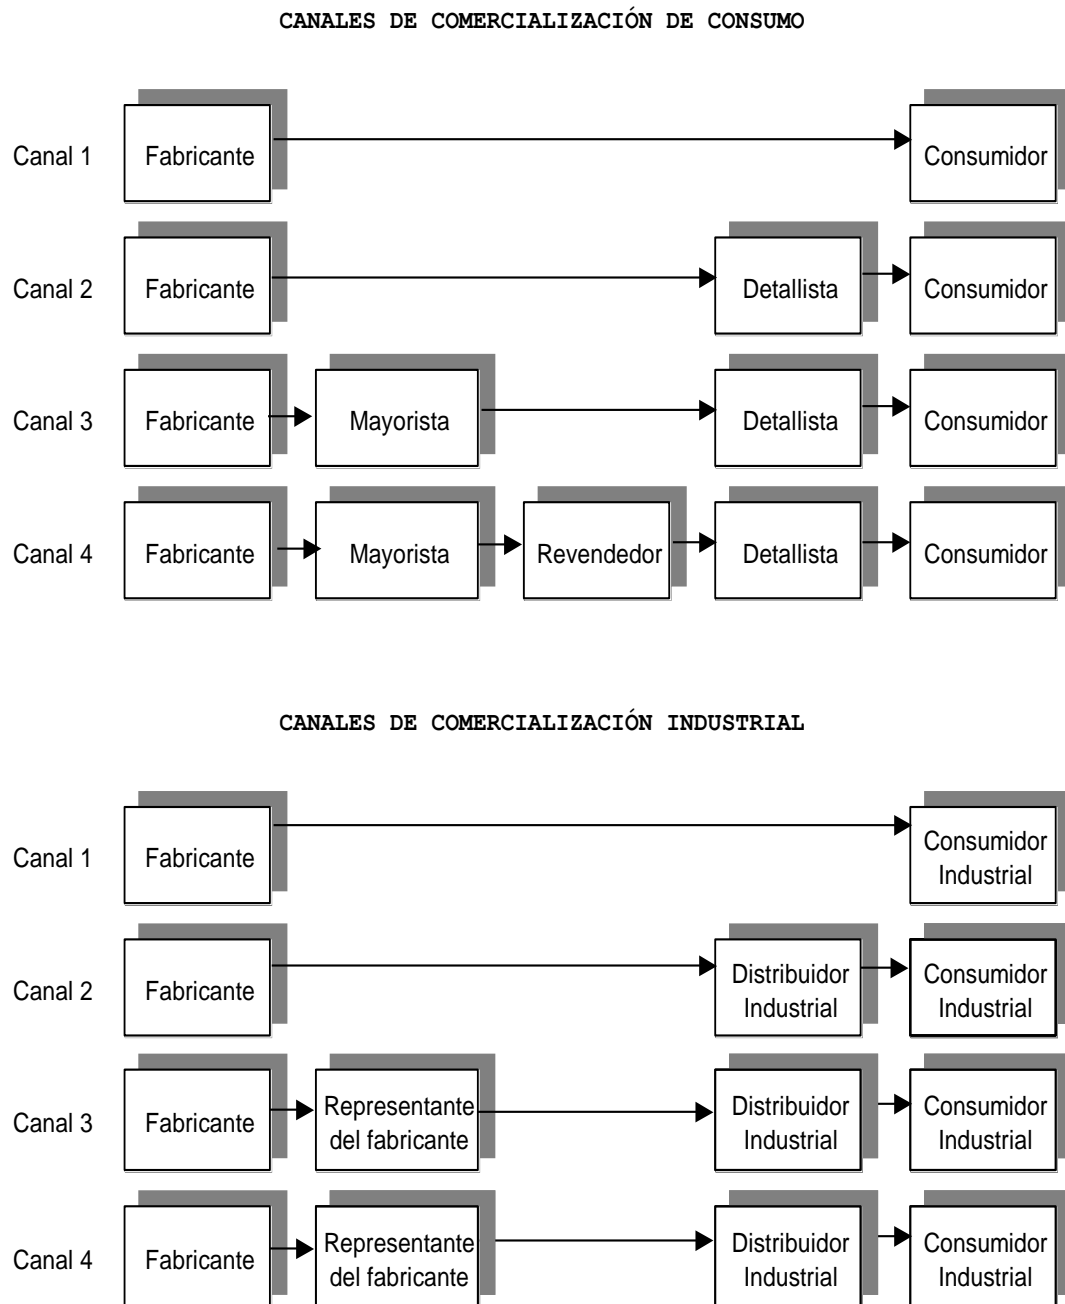 CANALES DE COMERCIALIZACIÓN DE CONSUMO
Canal 1 Fabricante Consumidor
Canal 2 Fabricante Detallista Consumidor
Canal 3 Fabricante Mayorista Detallista Consumidor
Canal 4 Fabricante Mayorista Revendedor Detallista Consumidor
CANALES DE COMERCIALIZACIÓN INDUSTRIAL
Canal 1 Fabricante Consumidor
Industrial
Canal 2 Fabricante Distribuidor Consumidor
Industrial Industrial
Canal 3 Fabricante Representante Distribuidor Consumidor
del fabricante Industrial Industrial
Canal 4 Fabricante Representante Distribuidor Consumidor
del fabricante Industrial Industrial